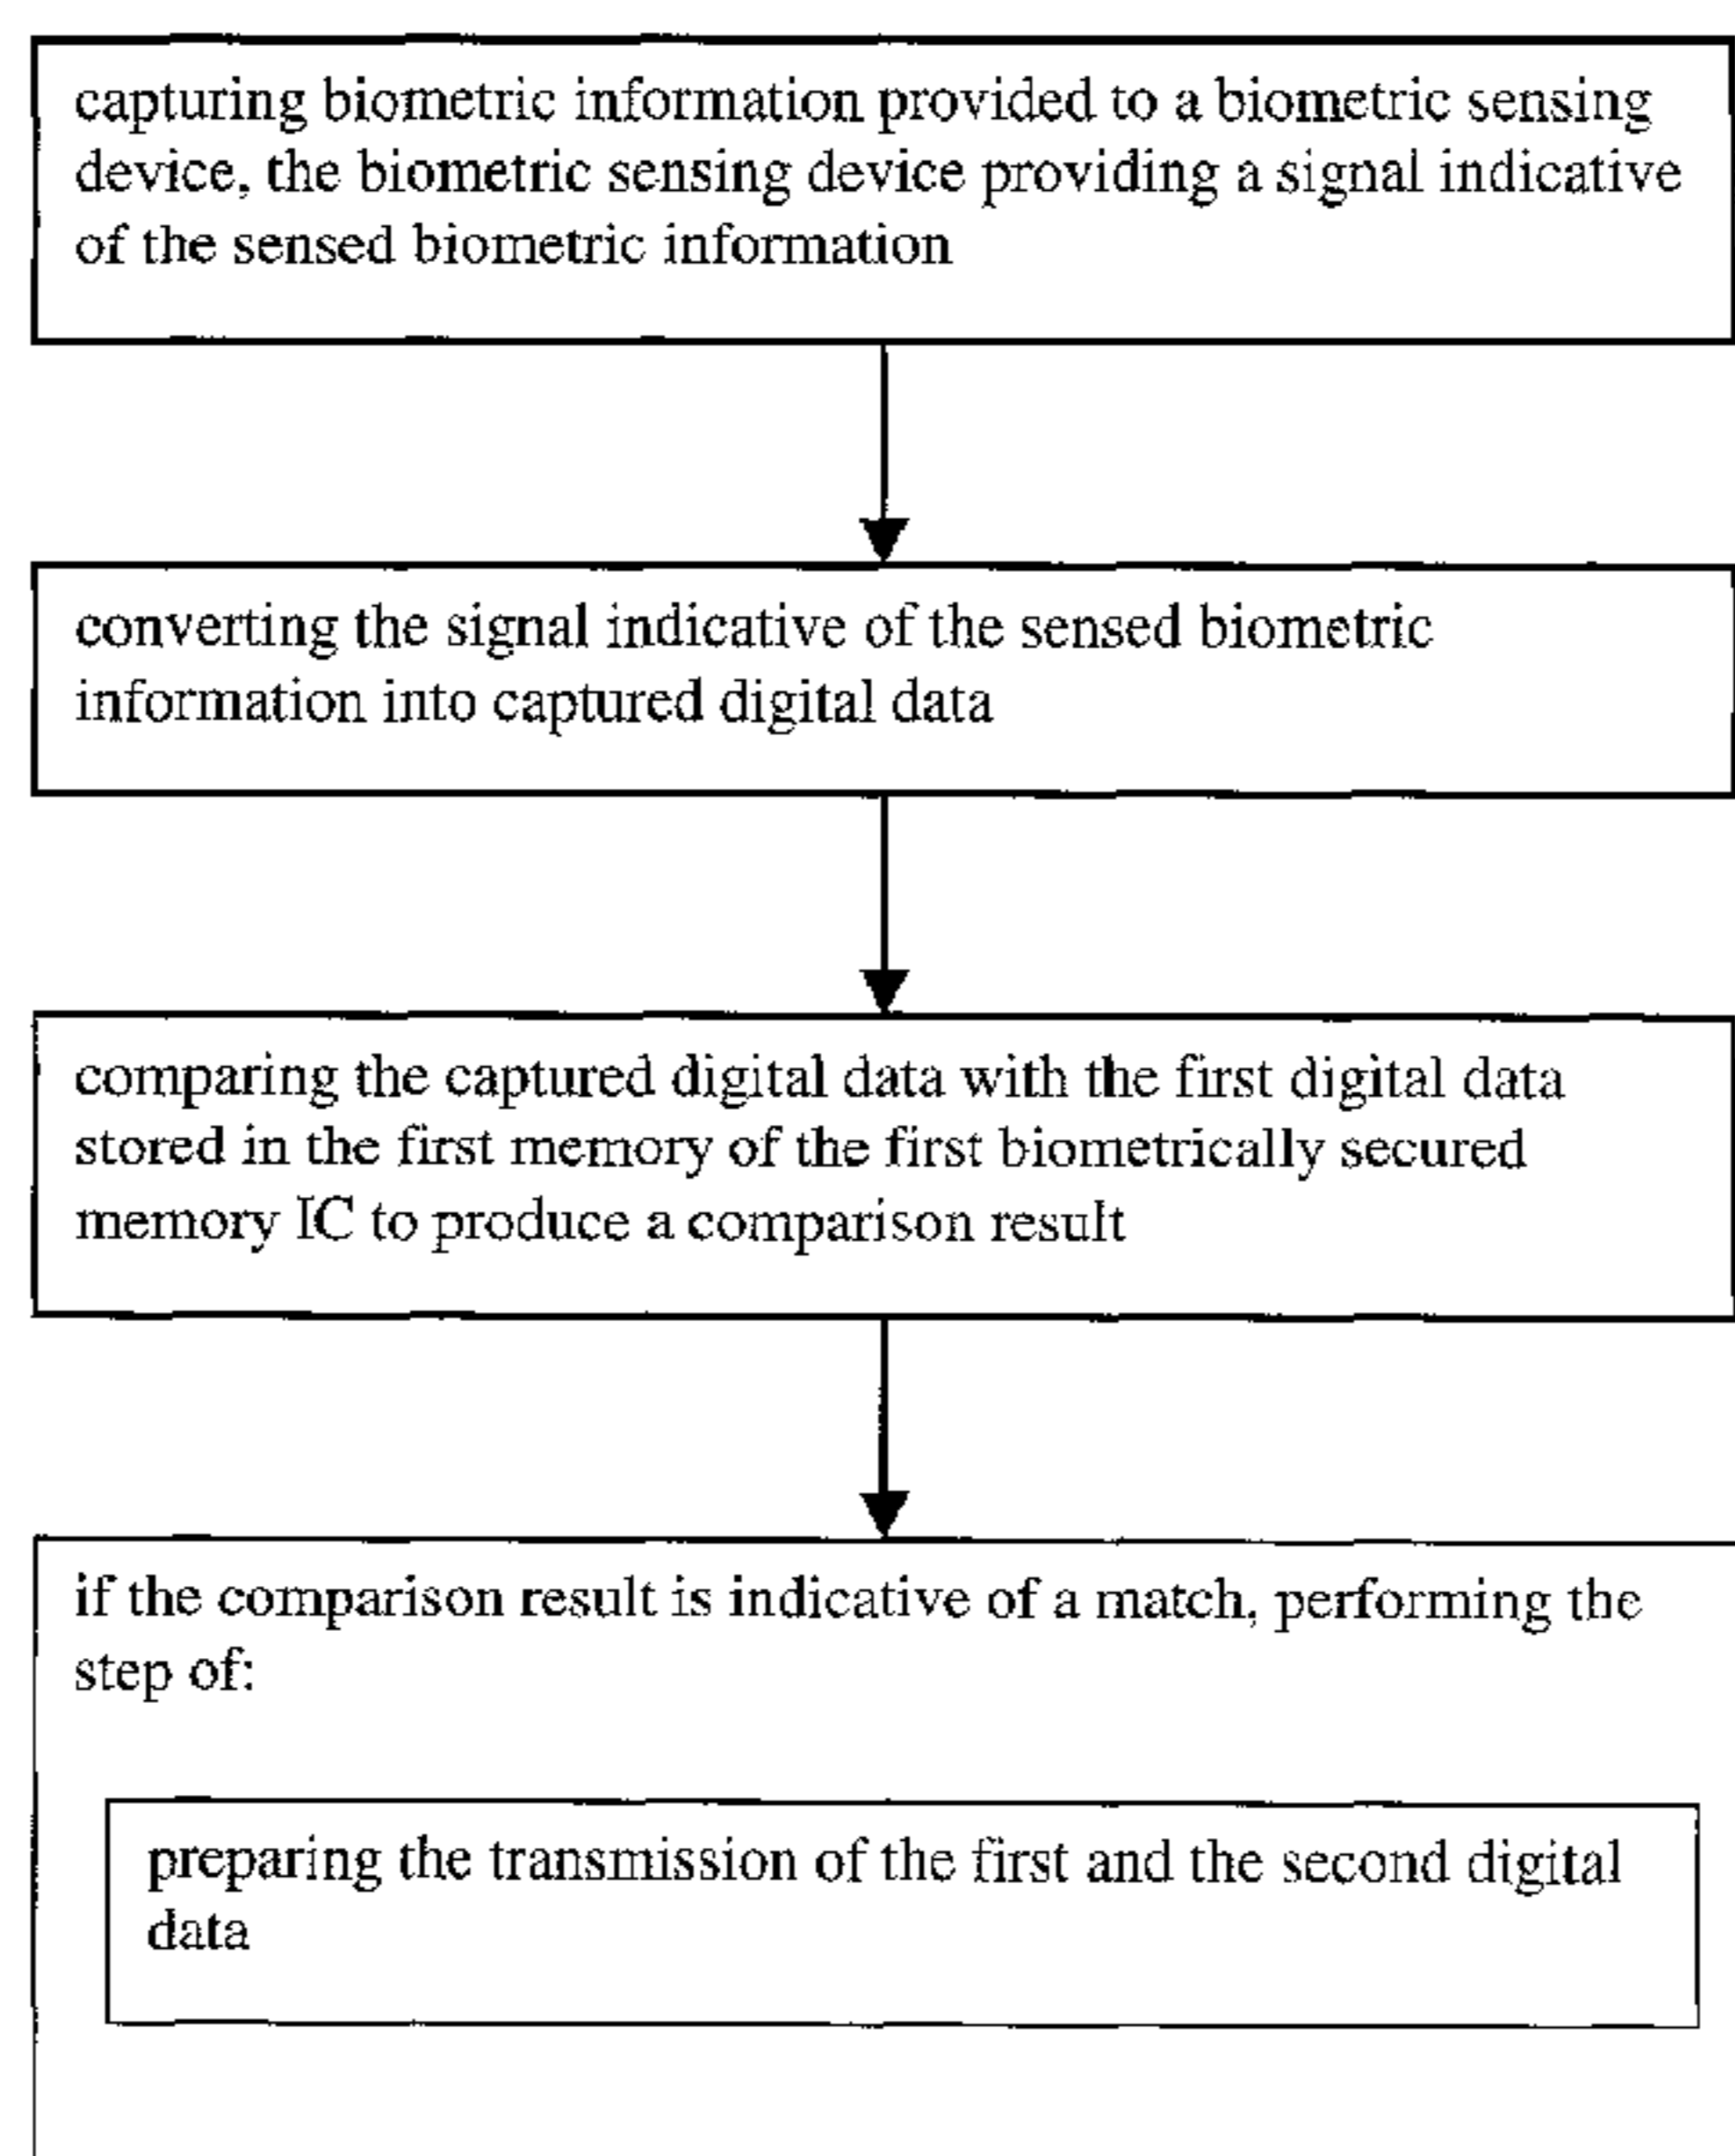 capturing biometric information provided to a biometric sensing
device, the biometric sensing device providing a signal indicative
of the sensed biometric information
converting the signal indicative of the sensed biometric
information into captured digital data
comparing the captured digital data with the first digital data
stored in the first memory of the first biometrically secured
memory IC to produce a comparison result
if the comparison result is indicative of a match, performing the
step of:
preparing the transmission of the first and the second digital
data